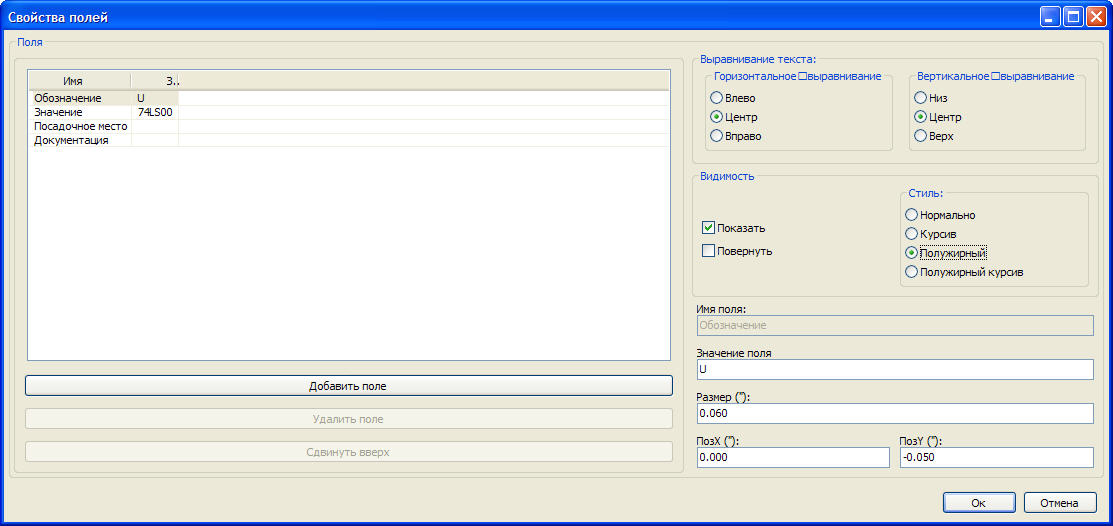 Свойства полей
Поля
Имя З..
Обозначение U
Значение 74LS00
Посадочное место
Документация
Добавить поле
Удалить поле
Сдвинуть вверх
Выравнивание текста:
Горизонтальное □выравнивание
Влево
Центр
Вправо
Вертикальное □выравнивание
Низ
Центр
Верх
Видимость
Показать
Повернуть
Стиль:
Нормально
Курсив
Полужирный
Полужирный курсив
Имя поля:
Обозначение
Значение поля
U
Размер ("):
0.060
ПозX ("):
0.000
ПозY ("):
-0.050
Ок
Отмена